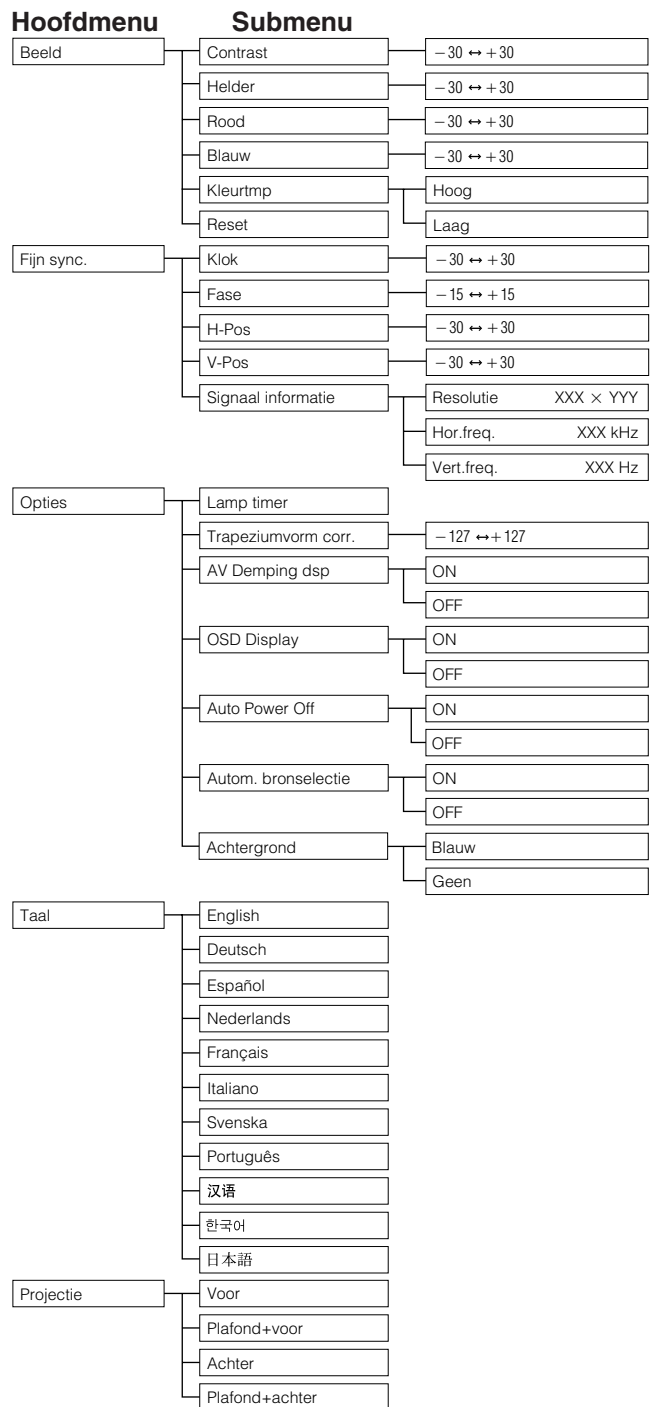 Hoofdmenu Submenu
Beeld Contrast −30 ↔ +30
Helder −30 ↔ +30
Rood −30 ↔ +30
Blauw −30 ↔ +30
Kleurtmp Hoog
Reset Laag
Fijn sync. Klok −30 ↔ +30
Fase −15 ↔ +15
H-Pos −30 ↔ +30
V-Pos −30 ↔ +30
Signaal informatie Resolutie XXX × YYY
Hor.freq. XXX kHz
Vert.freq. XXX Hz
Opties Lamp timer
Trapeziumvorm corr. −127 ↔+127
AV Demping dsp ON
OFF
OSD Display ON
OFF
Auto Power Off ON
OFF
Autom. bronselectie ON
OFF
Achtergrond Blauw
Geen
Taal English
Deutsch
Español
Nederlands
Français
Italiano
Svenska
Português
汉语
한국어
日本語
Projectie Voor
Plafond+voor
Achter
Plafond+achter